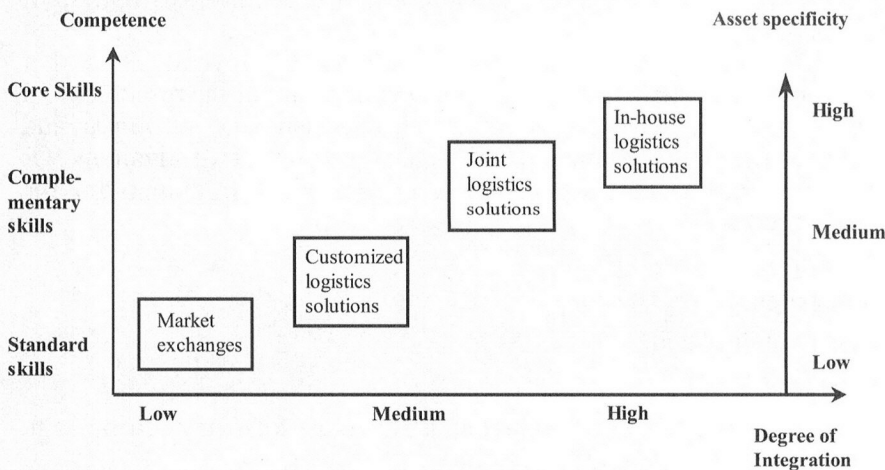 Competence
Asset specificity
Core Skills
High
In-house
logistics
solutions
Joint
logistics
solutions
Comple-
mentary
skills
Medium
Customized
logistics
solutions
Market
exchanges
Standard
skills
Low
Low
Medium
High
Degree of
Integration